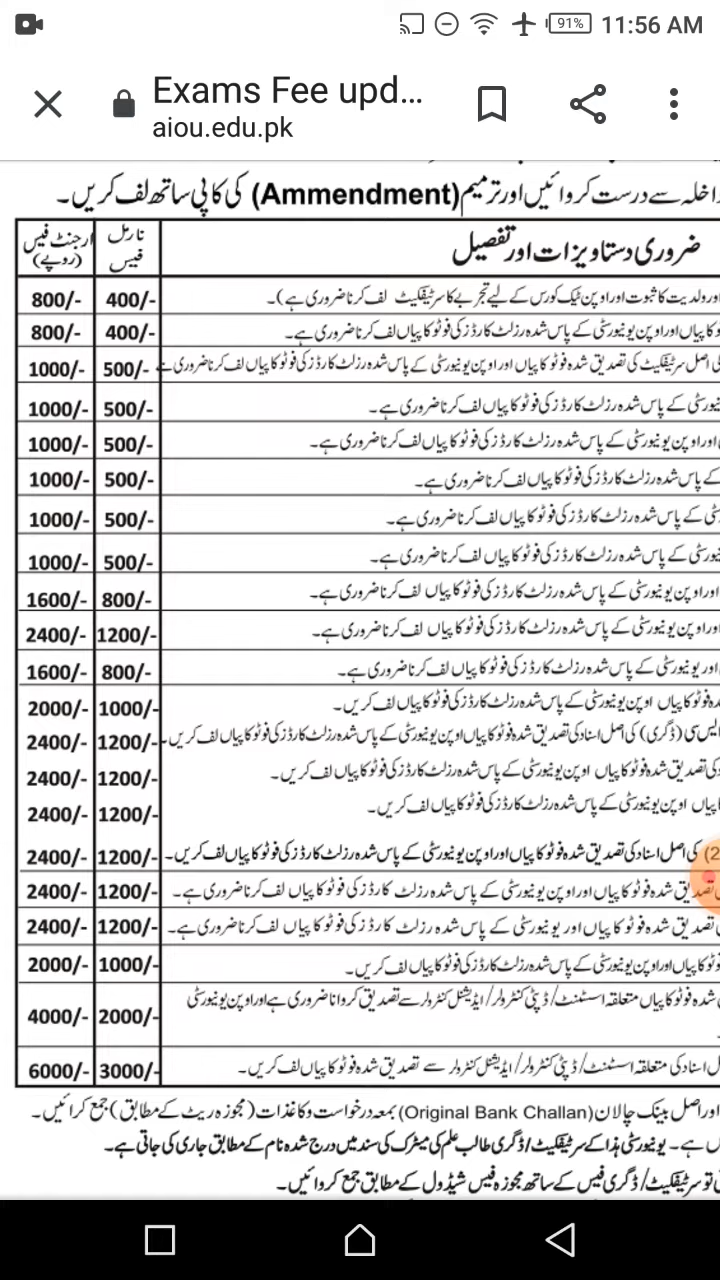 91% 11:56 AM
Exams Fee upd...
aiou.edu.pk
داخلہ سے درست کروائیں اور ترمیم (Ammendment) کی کاپی ساتھ لف کریں۔
ضروری دستاویزات اور تفصیل نارمل فیس ارجنٹ فیس (روپے)
اور ولدیت کا ثبوت اور اوپن ٹیک کورس کے لیے تجربے کا سرٹیفکیٹ لف کرنا ضروری ہے)۔ 400/- 800/-
کاپیاں اور اوپن یونیورسٹی کے پاس شدہ رزلٹ کارڈز کی فوٹو کاپیاں لف کرنا ضروری ہے۔ 400/- 800/-
کی اصل سرٹیفکیٹ کی تصدیق شدہ فوٹو کاپیاں اور اوپن یونیورسٹی کے پاس شدہ رزلٹ کارڈز کی فوٹو کاپیاں لف کرنا ضروری ہے 500/- 1000/-
کے پاس شدہ رزلٹ کارڈز کی فوٹو کاپیاں لف کرنا ضروری ہے۔ 500/- 1000/-
اور اوپن یونیورسٹی کے پاس شدہ رزلٹ کارڈز کی فوٹو کاپیاں لف کرنا ضروری ہے۔ 500/- 1000/-
کے پاس شدہ رزلٹ کارڈز کی فوٹو کاپیاں لف کرنا ضروری ہے۔ 500/- 1000/-
کے پاس شدہ رزلٹ کارڈز کی فوٹو کاپیاں لف کرنا ضروری ہے۔ 500/- 1000/-
کے پاس شدہ رزلٹ کارڈز کی فوٹو کاپیاں لف کرنا ضروری ہے۔ 500/- 1000/-
اور اوپن یونیورسٹی کے پاس شدہ رزلٹ کارڈز کی فوٹو کاپیاں لف کرنا ضروری ہے۔ 800/- 1600/-
اور اوپن یونیورسٹی کے پاس شدہ رزلٹ کارڈز کی فوٹو کاپیاں لف کرنا ضروری ہے۔ 1200/- 2400/-
اور یونیورسٹی کے پاس شدہ رزلٹ کارڈز کی فوٹو کاپیاں لف کرنا ضروری ہے۔ 800/- 1600/-
فوٹو کاپیاں اوپن یونیورسٹی کے پاس شدہ رزلٹ کارڈز کی فوٹو کاپیاں لف کریں۔ 1000/- 2000/-
ایس سی (ڈگری) کی اصل اسناد کی تصدیق شدہ فوٹو کاپیاں اوپن یونیورسٹی کے پاس شدہ رزلٹ کارڈز کی فوٹو کاپیاں لف کریں۔ 1200/- 2400/-
کی تصدیق شدہ فوٹو کاپیاں اوپن یونیورسٹی کے پاس شدہ رزلٹ کارڈز کی فوٹو کاپیاں لف کریں۔ 1200/- 2400/-
کاپیاں اوپن یونیورسٹی کے پاس شدہ رزلٹ کارڈز کی فوٹو کاپیاں لف کریں۔ 1200/- 2400/-
کی اصل اسناد کی تصدیق شدہ فوٹو کاپیاں اور اوپن یونیورسٹی کے پاس شدہ رزلٹ کارڈز کی فوٹو کاپیاں لف کریں۔ 1200/- 2400/-
تصدیق شدہ فوٹو کاپیاں اور اوپن یونیورسٹی کے پاس شدہ رزلٹ کارڈز کی فوٹو کاپیاں لف کرنا ضروری ہے۔ 1200/- 2400/-
تصدیق شدہ فوٹو کاپیاں اور یونیورسٹی کے پاس شدہ رزلٹ کارڈز کی فوٹو کاپیاں لف کرنا ضروری ہے۔ 1200/- 2400/-
فوٹو کاپیاں اور اوپن یونیورسٹی کے پاس شدہ رزلٹ کارڈز کی فوٹو کاپیاں لف کریں۔ 1000/- 2000/-
شدہ فوٹو کاپیاں متعلقہ اسسٹنٹ/ڈپٹی کنٹرولر/ایڈیشنل کنٹرولر سے تصدیق کروانا ضروری ہے اور اوپن یونیورسٹی 2000/- 4000/-
اسناد کی متعلقہ اسسٹنٹ/ڈپٹی کنٹرولر/ایڈیشنل کنٹرولر سے تصدیق شدہ فوٹو کاپیاں لف کریں۔ 3000/- 6000/-
اور اصل بینک چالان (Original Bank Challan) بمعہ درخواست و کاغذات (مجوزہ ریٹ کے مطابق) جمع کرائیں۔
ہے۔ یونیورسٹی ہذا کے سرٹیفکیٹ/ڈگری طالب علم کی میٹرک کی سند میں درج شدہ نام کے مطابق جاری کی جاتی ہے۔
تو سرٹیفکیٹ/ڈگری فیس کے ساتھ مجوزہ فیس شیڈول کے مطابق جمع کروائیں۔